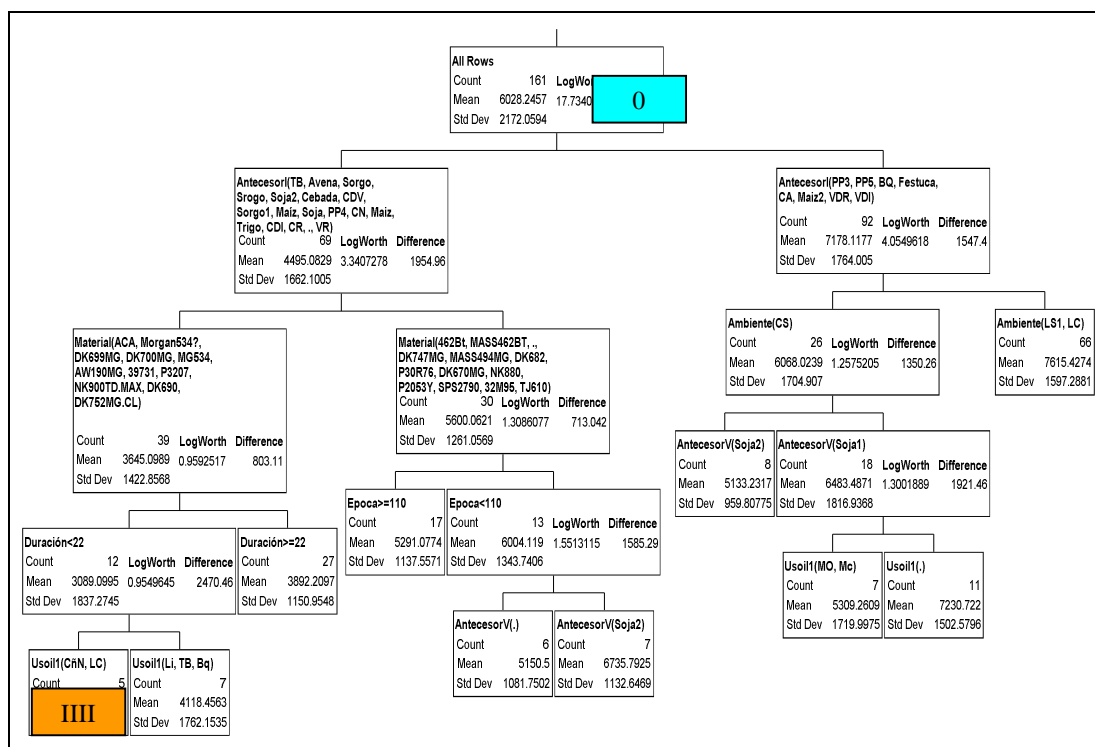 All Rows
Count 161 LogWo
Mean 6028.2457 17.7340
Std Dev 2172.0594
0
AntecesorI(TB, Avena, Sorgo,
Srogo, Soja2, Cebada, CDV,
Sorgo1, Maíz, Soja, PP4, CN, Maiz,
Trigo, CDI, CR, ., VR)
Count 69 LogWorth Difference
Mean 4495.0829 3.3407278 1954.96
Std Dev 1662.1005
AntecesorI(PP3, PP5, BQ, Festuca,
CA, Maiz2, VDR, VDI)
Count 92 LogWorth Difference
Mean 7178.1177 4.0549618 1547.4
Std Dev 1764.005
Material(ACA, Morgan534?,
DK699MG, DK700MG, MG534,
AW190MG, 39731, P3207,
NK900TD.MAX, DK690,
DK752MG.CL)
Count 39 LogWorth Difference
Mean 3645.0989 0.9592517 803.11
Std Dev 1422.8568
Material(462Bt, MASS462BT, .,
DK747MG, MASS494MG, DK682,
P30R76, DK670MG, NK880,
P2053Y, SPS2790, 32M95, TJ610)
Count 30 LogWorth Difference
Mean 5600.0621 1.3086077 713.042
Std Dev 1261.0569
Ambiente(CS)
Count 26 LogWorth Difference
Mean 6068.0239 1.2575205 1350.26
Std Dev 1704.907
Ambiente(LS1, LC)
Count 66
Mean 7615.4274
Std Dev 1597.2881
Duración<22
Count 12 LogWorth Difference
Mean 3089.0995 0.9549645 2470.46
Std Dev 1837.2745
Duración>=22
Count 27
Mean 3892.2097
Std Dev 1150.9548
Epoca>=110
Count 17
Mean 5291.0774
Std Dev 1137.5571
Epoca<110
Count 13 LogWorth Difference
Mean 6004.119 1.5513115 1585.29
Std Dev 1343.7406
AntecesorV(Soja2)
Count 8
Mean 5133.2317
Std Dev 959.80775
AntecesorV(Soja1)
Count 18 LogWorth Difference
Mean 6483.4871 1.3001889 1921.46
Std Dev 1816.9368
Usoil1(CñN, LC)
Count 5
IIII
Usoil1(Li, TB, Bq)
Count 7
Mean 4118.4563
Std Dev 1762.1535
AntecesorV(.)
Count 6
Mean 5150.5
Std Dev 1081.7502
AntecesorV(Soja2)
Count 7
Mean 6735.7925
Std Dev 1132.6469
Usoil1(MO, Mc)
Count 7
Mean 5309.2609
Std Dev 1719.9975
Usoil1(.)
Count 11
Mean 7230.722
Std Dev 1502.5796